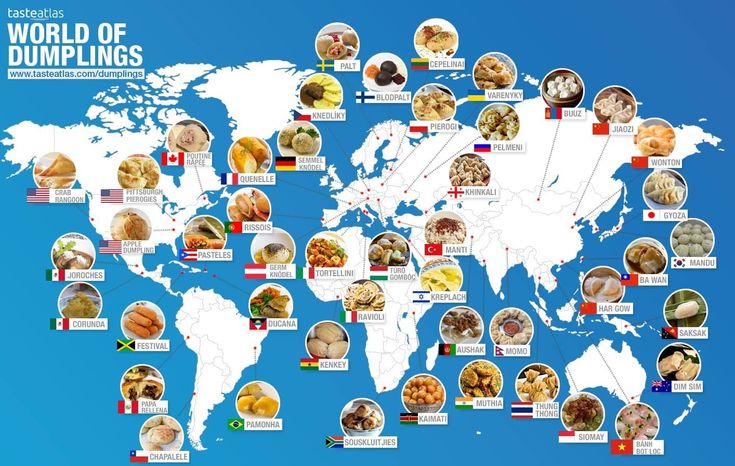 tasteatlas
WORLD OF
DUMPLINGS
www.tasteatlas.com/dumplings
PALT
BLODPALT
CEPELINAI
KNEDLÍKY
PIEROGI
VARENYKY
PELMENI
BUUZ
JIAOZI
WONTON
POUTINE
RÂPÉE
QUENELLE
SEMMEL
KNÖDEL
KHINKALI
CRAB
RANGOON
PITTSBURGH
PIEROGIES
GYOZA
APPLE
DUMPLING
RISSOIS
PASTELES
MANTI
MANDU
JOROCHES
GERM
KNÖDEL
TORTELLINI
TÚRÓ
GOMBÓC
KREPLACH
BA WAN
HAR GOW
CORUNDA
FESTIVAL
DUCANA
RAVIOLI
SAKSAK
KENKEY
AUSHAK
MOMO
DIM SIM
PAPA
RELLENA
PAMONHA
KAIMATI
MUTHIA
THUNG
THONG
CHAPALELE
SOUSKLUITJIES
SIOMAY
BÁNH
BỘT LỌC